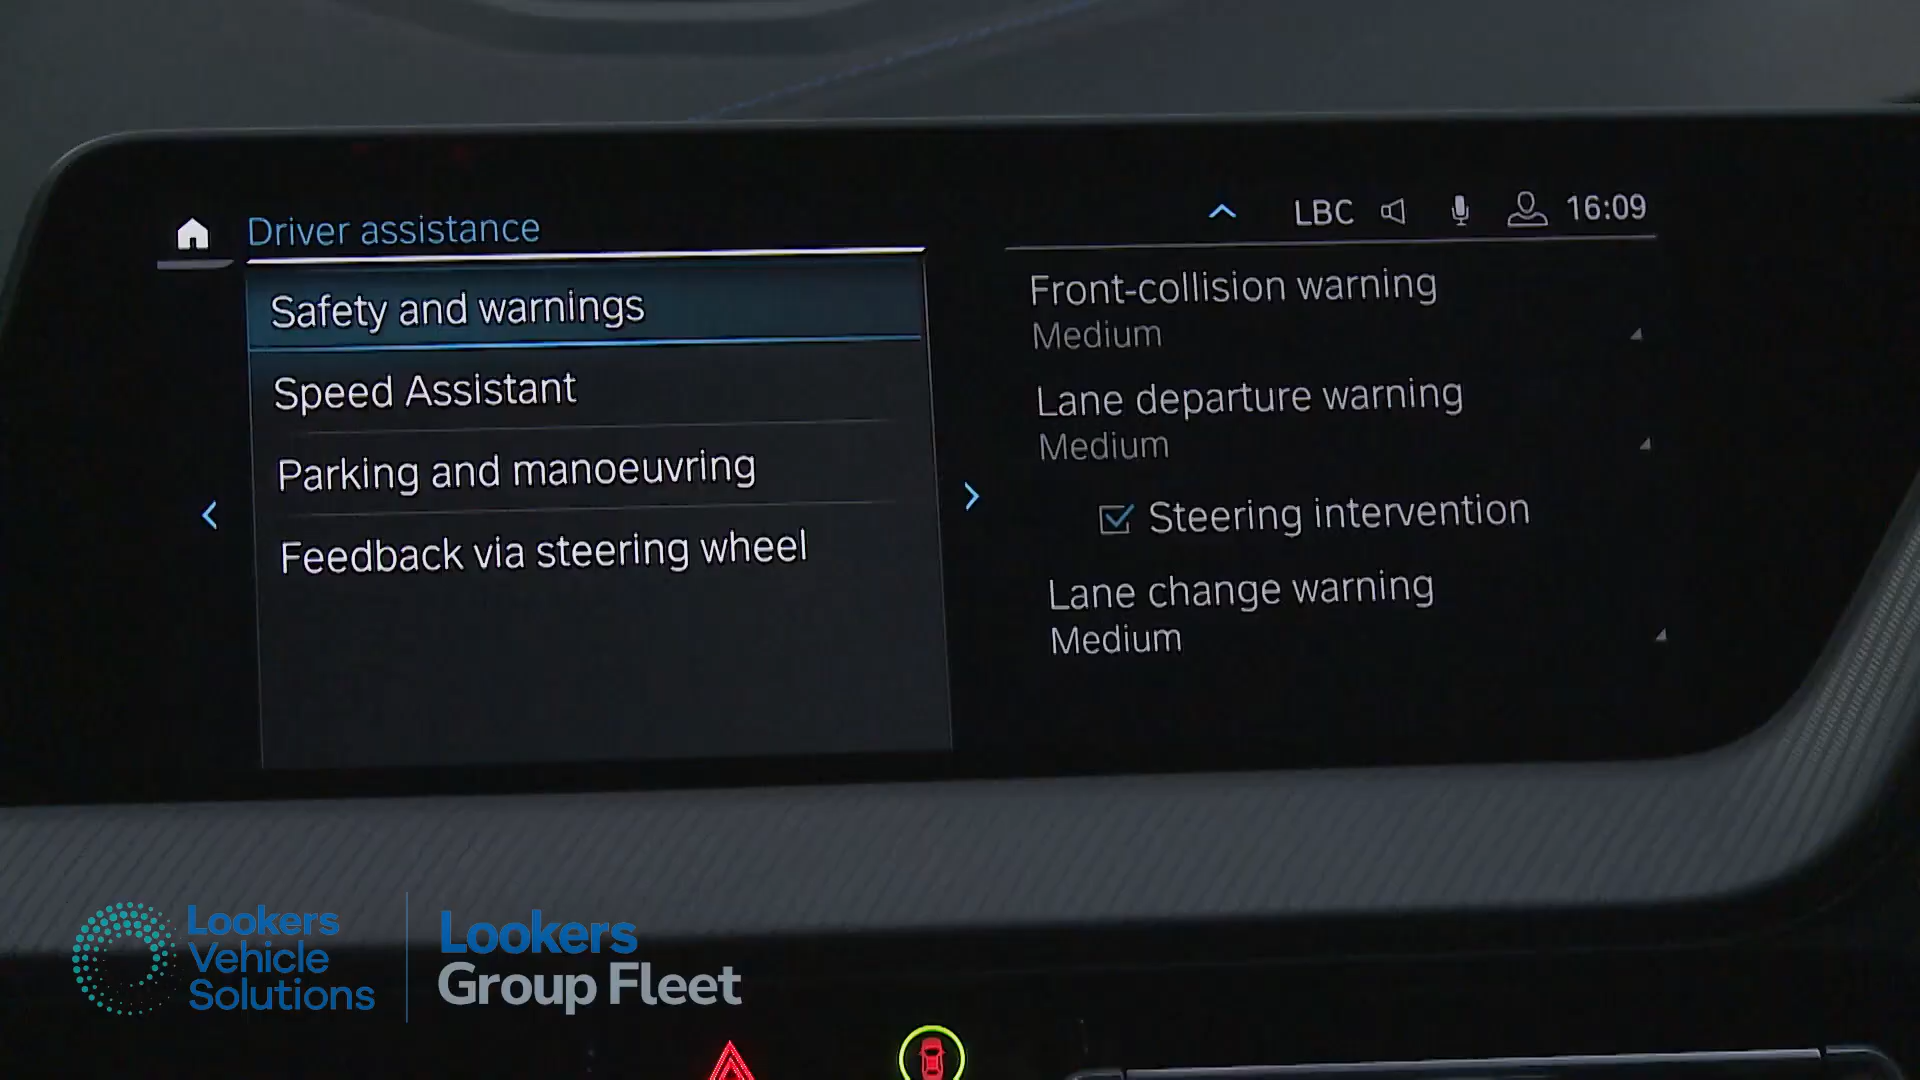 Driver assistance
LBC
16:09
Safety and warnings
Speed Assistant
Parking and manoeuvring
Feedback via steering wheel
Front-collision warning
Medium
Lane departure warning
Medium
Steering intervention
Lane change warning
Medium
Lookers
Vehicle
Solutions
Lookers
Group Fleet